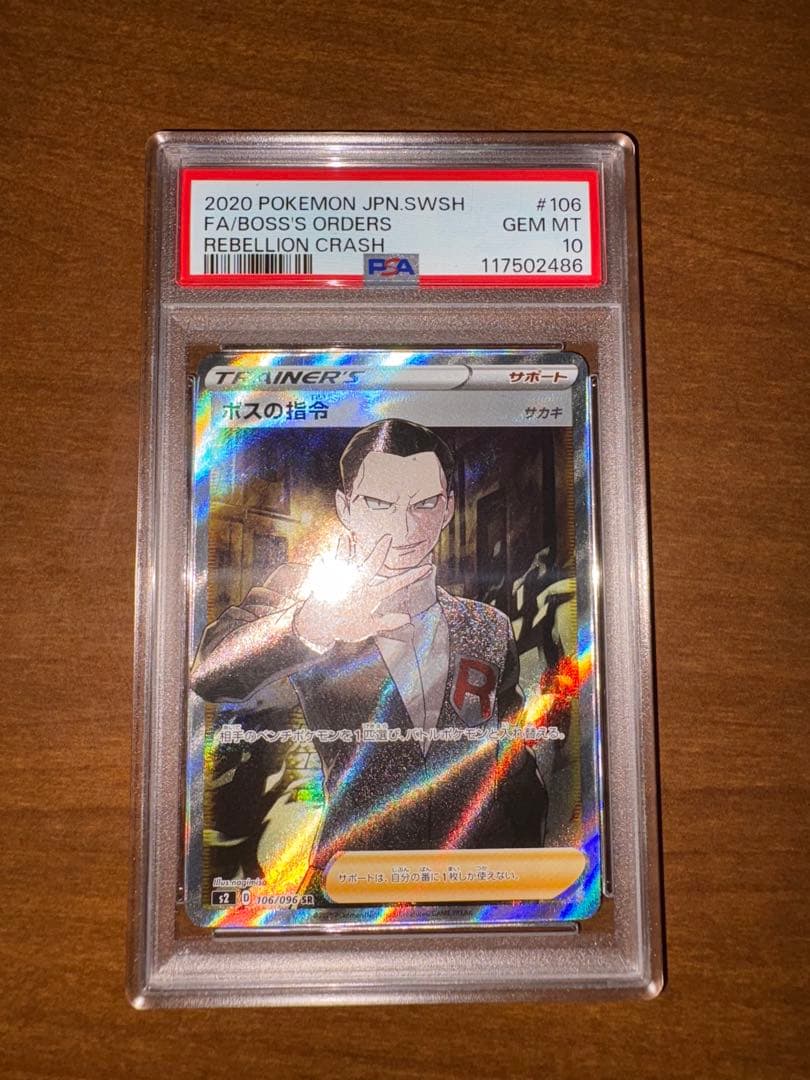 2020 POKEMON JPN.SWSH #106
FA/BOSS'S ORDERS GEM MT
REBELLION CRASH 10
PSA 117502486
TRAINER'S サポート
ボスの指令 サカキ
R
相手のベンチポケモンを1匹選び、バトルポケモンと入れ替える。
サポートは、自分の番に1枚しか使えない。
illus.nagimiso
s2 D 106/096 SR